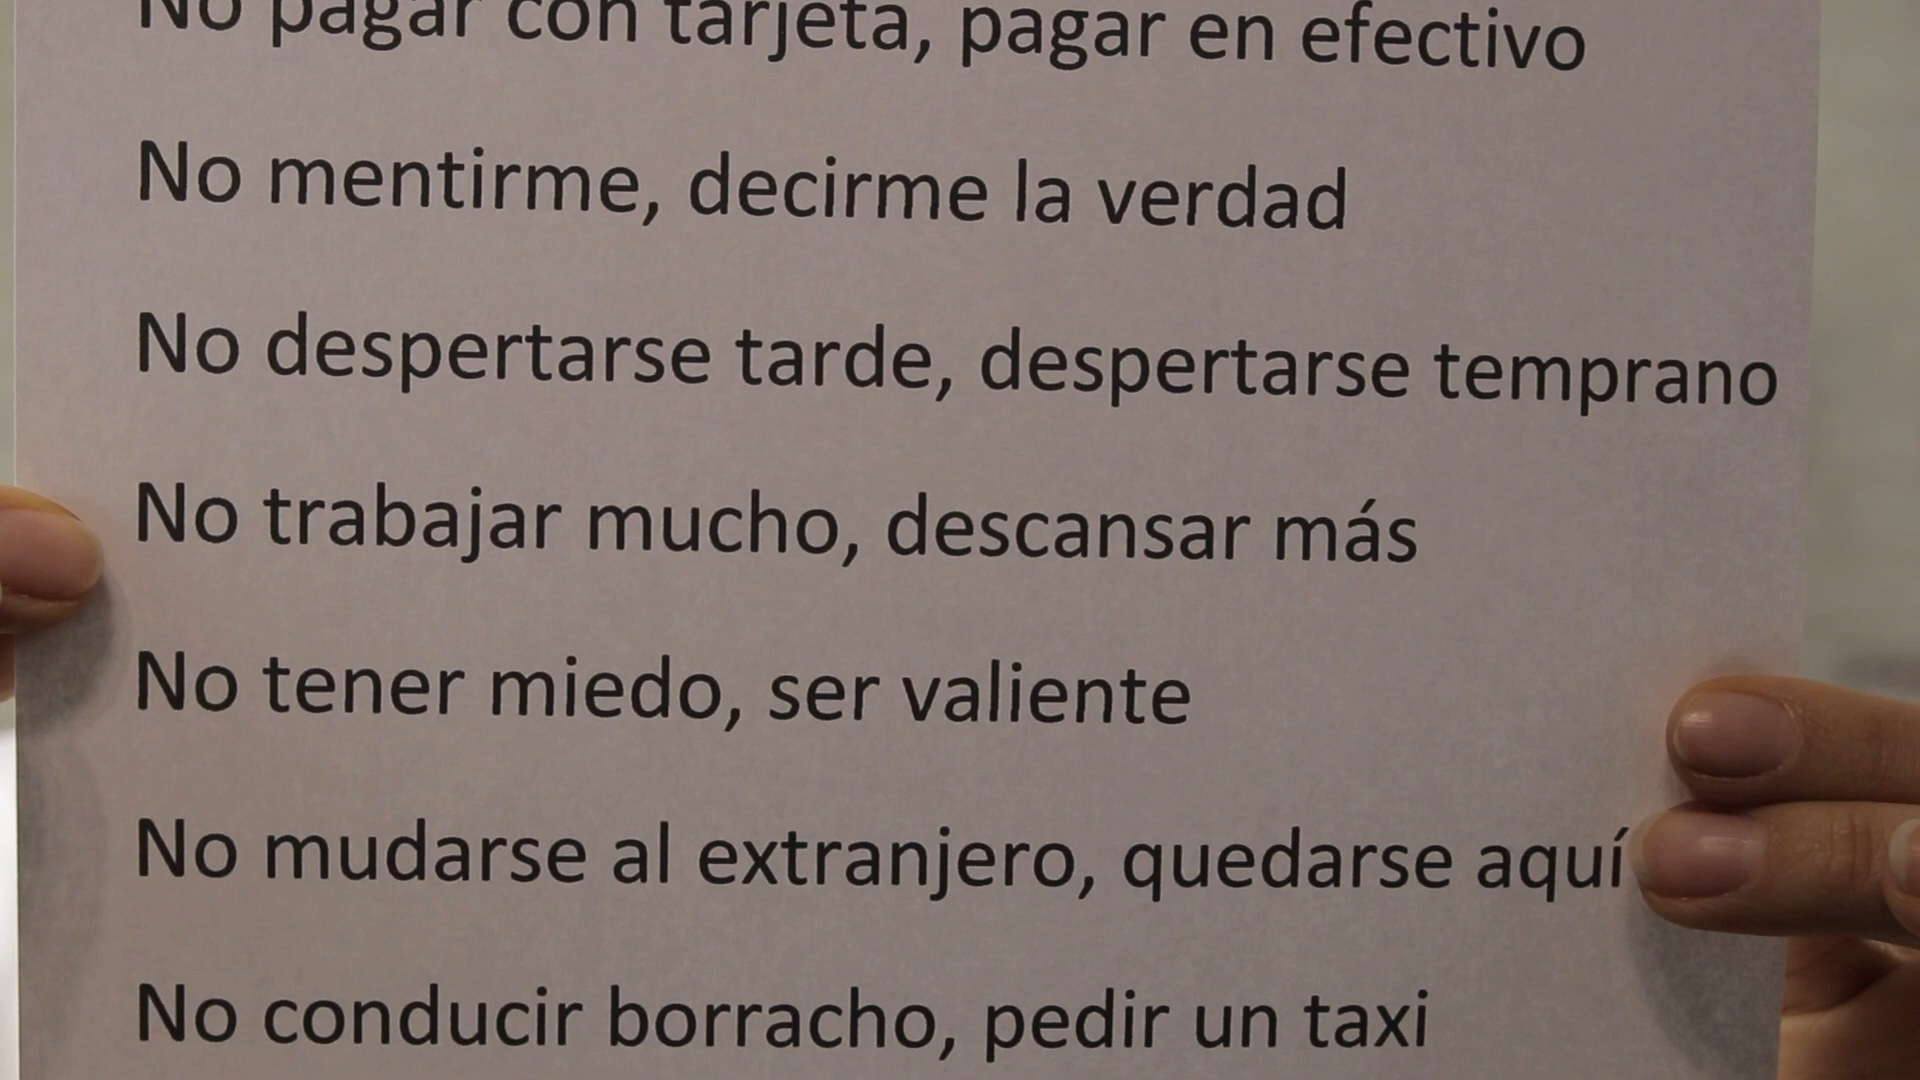 No pagar con tarjeta, pagar en efectivo
No mentirme, decirme la verdad
No despertarse tarde, despertarse temprano
No trabajar mucho, descansar más
No tener miedo, ser valiente
No mudarse al extranjero, quedarse aquí
No conducir borracho, pedir un taxi